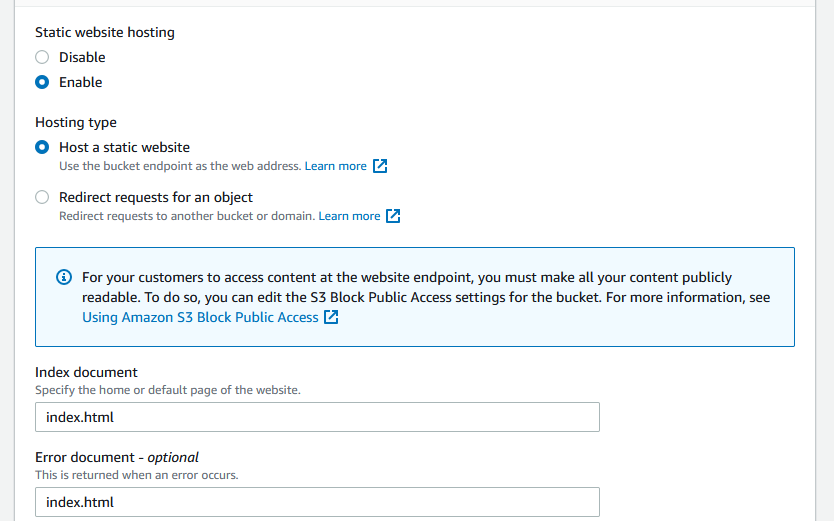 Static website hosting
Disable
Enable
Hosting type
Host a static website
Use the bucket endpoint as the web address. Learn more
Redirect requests for an object
Redirect requests to another bucket or domain. Learn more
For your customers to access content at the website endpoint, you must make all your content publicly
readable. To do so, you can edit the S3 Block Public Access settings for the bucket. For more information, see
Using Amazon S3 Block Public Access
Index document
Specify the home or default page of the website.
index.html
Error document - optional
This is returned when an error occurs.
index.html